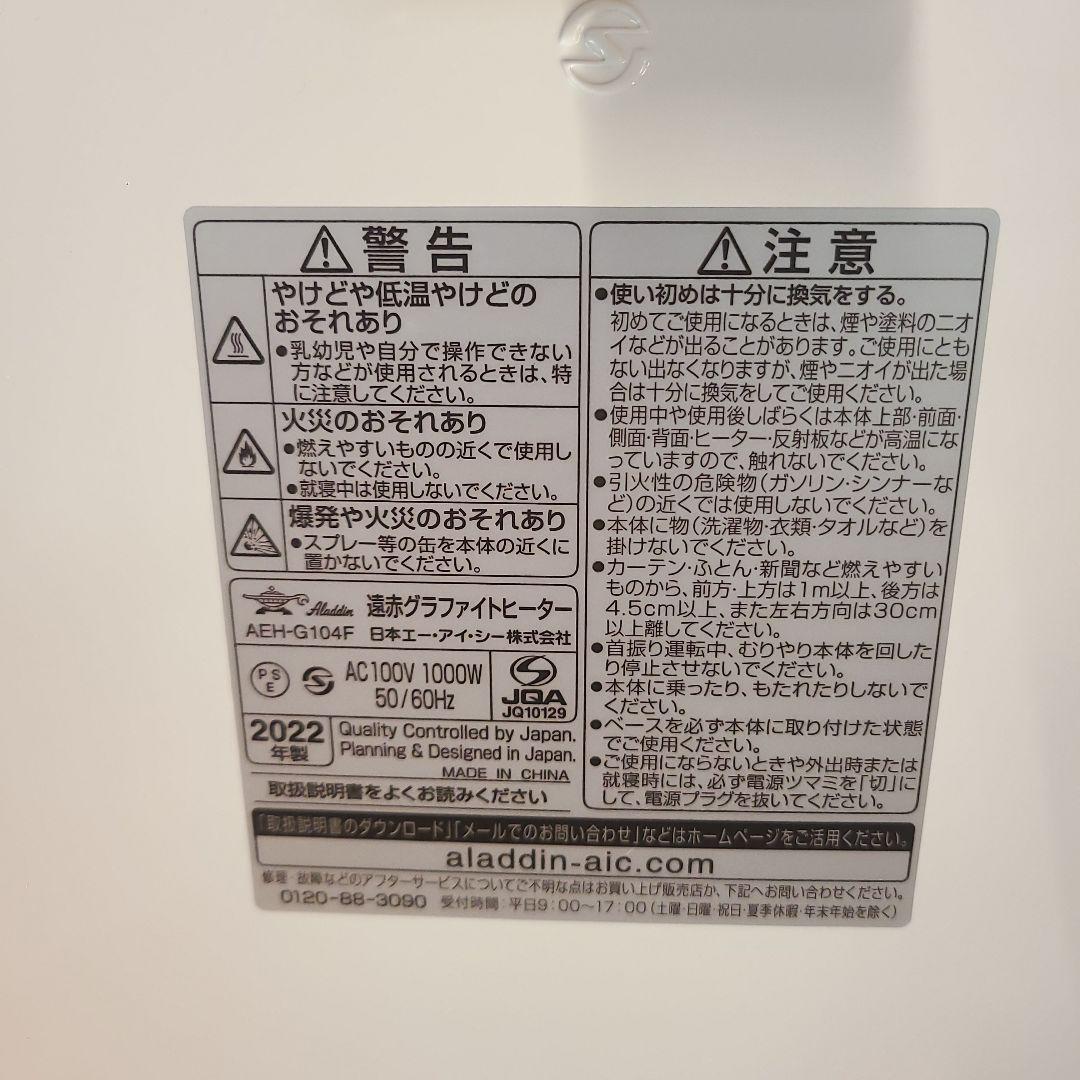 警告
やけどや低温やけどの
おそれあり
●乳幼児や自分で操作できない
方などが使用されるときは、特
に注意してください。
火災のおそれあり
●燃えやすいものの近くで使用し
ないでください。
●就寝中は使用しないでください。
爆発や火災のおそれあり
●スプレー等の缶を本体の近くに
置かないでください。
Aladdin 遠赤グラファイトヒーター
AEH-G104F 日本エー・アイ・シー株式会社
PSE
AC100V 1000W
50/60Hz
JQA
JQ10129
2022
年製
Quality Controlled by Japan.
Planning & Designed in Japan.
MADE IN CHINA
取扱説明書をよくお読みください
注意
●使い初めは十分に換気をする。
初めてご使用になるときは、煙や塗料のニオ
イなどが出ることがあります。ご使用にとも
ない出なくなりますが、煙やニオイが出た場
合は十分に換気をしてご使用ください。
●使用中や使用後しばらくは本体上部・前面・
側面・背面・ヒーター・反射板などが高温にな
っていますので、触れないでください。
●引火性の危険物(ガソリン・シンナーな
ど)の近くでは使用しないでください。
●本体に物(洗濯物・衣類・タオルなど)を
掛けないでください。
●カーテン・ふとん・新聞など燃えやすい
ものから、前方・上方は1m以上、後方は
4.5cm以上、また左右方向は30cm
以上離してください。
●首振り運転中、むりやり本体を回した
り停止させないでください。
●本体に乗ったり、もたれたりしないで
ください。
●ベースを必ず本体に取り付けた状態
でご使用ください。
●ご使用にならないときや外出時または
就寝時には、必ず電源ツマミを「切」に
して、電源プラグを抜いてください。
「取扱説明書のダウンロード」「メールでのお問い合わせ」などはホームページをご活用ください。
aladdin-aic.com
修理・故障などのアフターサービスについてご不明な点はお買い上げ販売店か、下記へお問い合わせください。
0120-88-3090 受付時間:平日9:00〜17:00(土曜・日曜・祝日・夏季休暇・年末年始を除く)